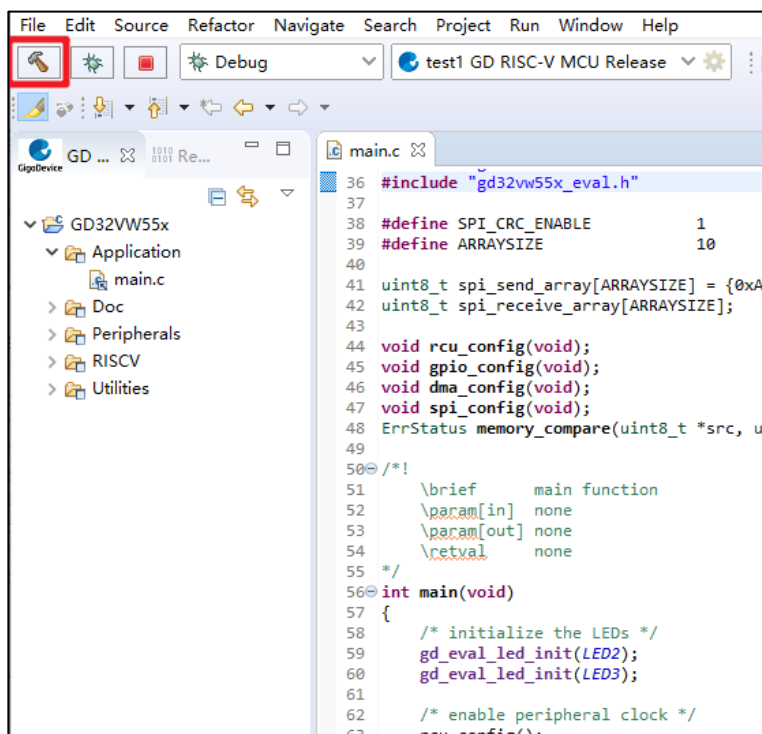 File Edit Source Refactor Navigate Search Project Run Window Help
Debug
test1 GD RISC-V MCU Release
GigaDevice GD ...
1010 0101 Re...
main.c
GD32VW55x
Application
main.c
Doc
Peripherals
RISCV
Utilities
36 #include "gd32vw55x_eval.h"
37
38 #define SPI_CRC_ENABLE 1
39 #define ARRAYSIZE 10
40
41 uint8_t spi_send_array[ARRAYSIZE] = {0xA
42 uint8_t spi_receive_array[ARRAYSIZE];
43
44 void rcu_config(void);
45 void gpio_config(void);
46 void dma_config(void);
47 void spi_config(void);
48 ErrStatus memory_compare(uint8_t *src, u
49
50 /*!
51 \brief main function
52 \param[in] none
53 \param[out] none
54 \retval none
55 */
56 int main(void)
57 {
58 /* initialize the LEDs */
59 gd_eval_led_init(LED2);
60 gd_eval_led_init(LED3);
61
62 /* enable peripheral clock */
63 rcu_config();